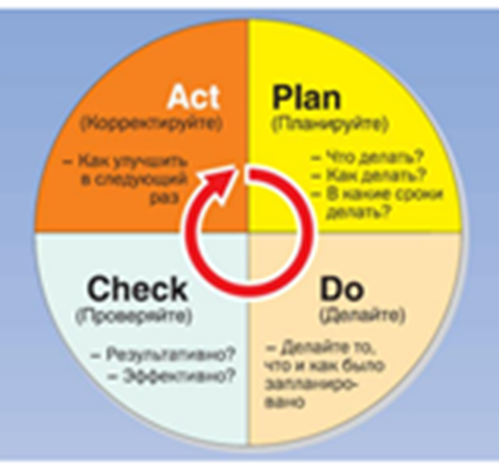 Act
(Корректируйте)
– Как улучшить
в следующий
раз
Plan
(Планируйте)
– Что делать?
– Как делать?
– В какие сроки
делать?
Check
(Проверяйте)
– Результативно?
– Эффективно?
Do
(Делайте)
– Делайте то,
что и как было
запланиро-
вано